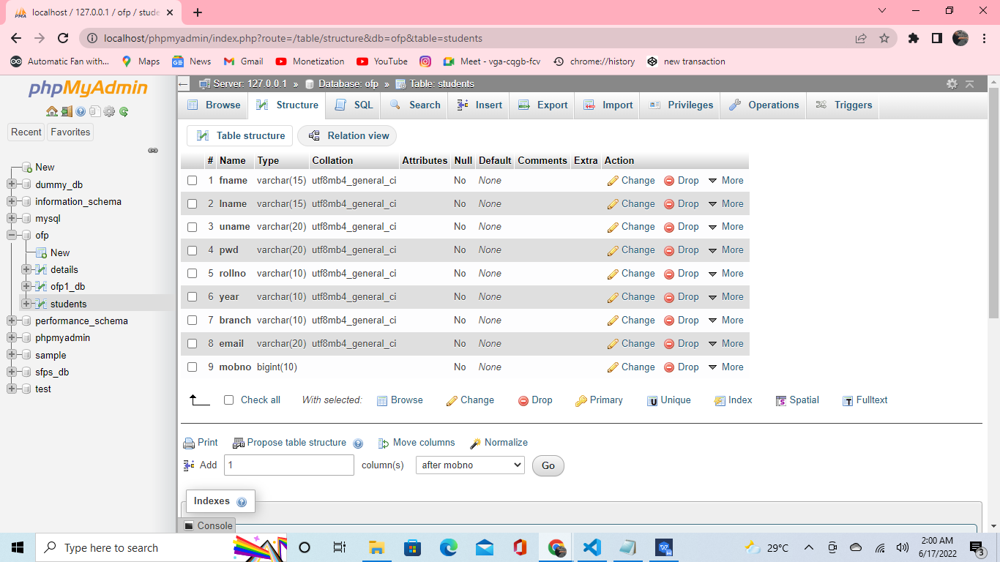 localhost / 127.0.0.1 / ofp / stude
localhost/phpmyadmin/index.php?route=/table/structure&db=ofp&table=students
Automatic Fan with... Maps News Gmail Monetization YouTube Meet - vga-cqgb-fcv chrome://history new transaction
phpMyAdmin
Recent Favorites
New
dummy_db
information_schema
mysql
ofp
New
details
ofp1_db
students
performance_schema
phpmyadmin
sample
sfps_db
test
Server: 127.0.0.1 » Database: ofp » Table: students
Browse Structure SQL Search Insert Export Import Privileges Operations Triggers
Table structure Relation view
# Name Type Collation Attributes Null Default Comments Extra Action
1 fname varchar(15) utf8mb4_general_ci No None Change Drop More
2 lname varchar(15) utf8mb4_general_ci No None Change Drop More
3 uname varchar(20) utf8mb4_general_ci No None Change Drop More
4 pwd varchar(20) utf8mb4_general_ci No None Change Drop More
5 rollno varchar(10) utf8mb4_general_ci No None Change Drop More
6 year varchar(10) utf8mb4_general_ci No None Change Drop More
7 branch varchar(10) utf8mb4_general_ci No None Change Drop More
8 email varchar(20) utf8mb4_general_ci No None Change Drop More
9 mobno bigint(10) No None Change Drop More
Check all With selected: Browse Change Drop Primary Unique Index Spatial Fulltext
Print Propose table structure Move columns Normalize
Add 1 column(s) after mobno Go
Indexes
Console
Type here to search
29°C
2:00 AM
6/17/2022
3